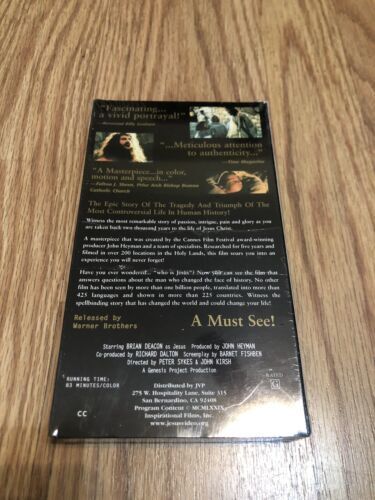 "Fascinating...
a vivid portrayal!"
—Reverend Billy Graham
"...Meticulous attention
to authenticity..."
—Time Magazine
"A Masterpiece...in color,
motion and speech..."
—Fulton J. Sheen, Prior Arch Bishop Roman
Catholic Church
The Epic Story Of The Tragedy And Triumph Of The
Most Controversial Life In Human History!
Witness the most remarkable story of passion, intrigue, pain and glory as you
are taken back two thousand years to the life of Jesus Christ.
A masterpiece that was created by the Cannes Film Festival award-winning
producer John Heyman and a team of specialists. Researched for five years and
filmed in over 200 locations in the Holy Lands, this film sears you into an
experience you will never forget!
Have you ever wondered... "who is Jesus"? Now you can see the film that
answers questions about the man who changed the face of history. No other
film has been seen by more than one billion people, translated into more than
425 languages and shown in more than 225 countries. Witness the
spellbinding story that has changed the world and could change your life!
Released by
Warner Brothers
A Must See!
Starring BRIAN DEACON as Jesus Produced by JOHN HEYMAN
Co-produced by RICHARD DALTON Screenplay by BARNET FISHBEN
Directed by PETER SYKES & JOHN KIRSH
A Genesis Project Production
RATED
G
RUNNING TIME:
83 MINUTES/COLOR
Distributed by JVP
275 W. Hospitality Lane, Suite 315
San Bernardino, CA 92408
Program Content © MCMLXXIX
Inspirational Films, Inc.
www.jesusvideo.org
CC